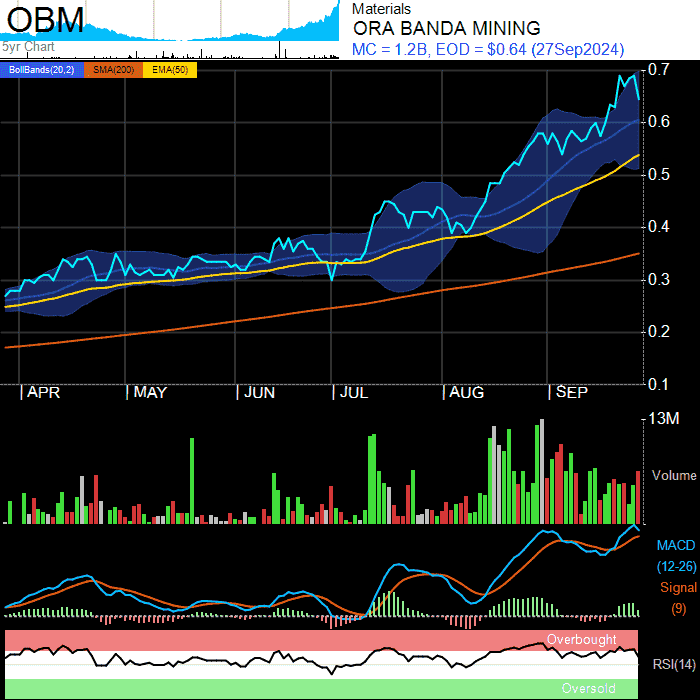 OBM
5yr Chart
Materials
ORA BANDA MINING
MC = 1.2B, EOD = $0.64 (27Sep2024)
BollBands(20,2) SMA(200) EMA(50)
0.7
0.6
0.5
0.4
0.3
0.2
0.1
APR MAY JUN JUL AUG SEP
13M
Volume
MACD
(12-26)
Signal
(9)
Overbought
RSI(14)
Oversold